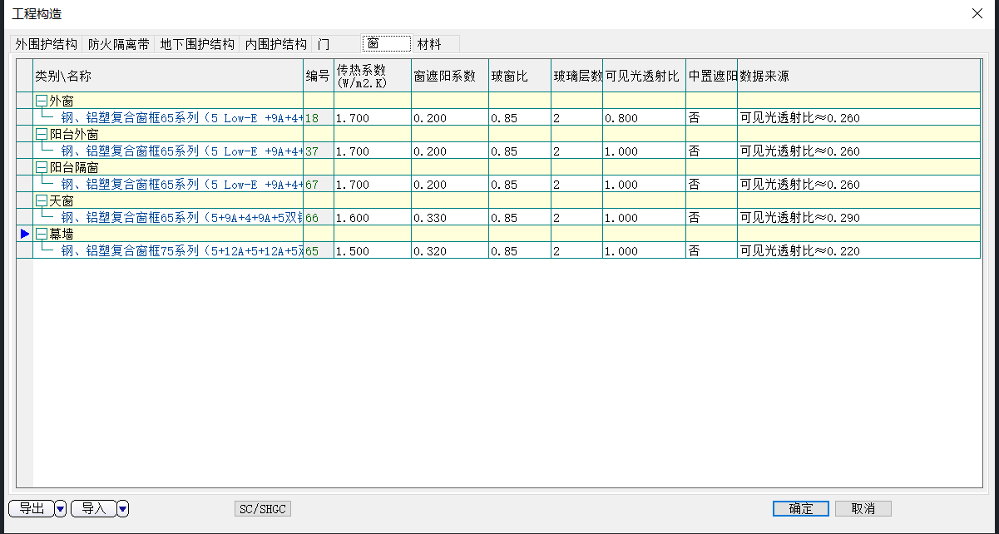 工程构造
外围护结构 防火隔离带 地下围护结构 内围护结构 门 窗 材料
类别\名称 编号 传热系数 (W/m2.K) 窗遮阳系数 玻窗比 玻璃层数 可见光透射比 中置遮阳 数据来源
外窗
钢、铝塑复合窗框65系列（5 Low-E +9A+4+ 18 1.700 0.200 0.85 2 0.800 否 可见光透射比≈0.260
阳台外窗
钢、铝塑复合窗框65系列（5 Low-E +9A+4+ 37 1.700 0.200 0.85 2 1.000 否 可见光透射比≈0.260
阳台隔窗
钢、铝塑复合窗框65系列（5 Low-E +9A+4+ 67 1.700 0.200 0.85 2 1.000 否 可见光透射比≈0.260
天窗
钢、铝塑复合窗框65系列（5+9A+4+9A+5双 66 1.600 0.330 0.85 2 1.000 否 可见光透射比≈0.290
幕墙
钢、铝塑复合窗框75系列（5+12A+5+12A+5 65 1.500 0.320 0.85 2 1.000 否 可见光透射比≈0.220
导出 导入 SC/SHGC 确定 取消